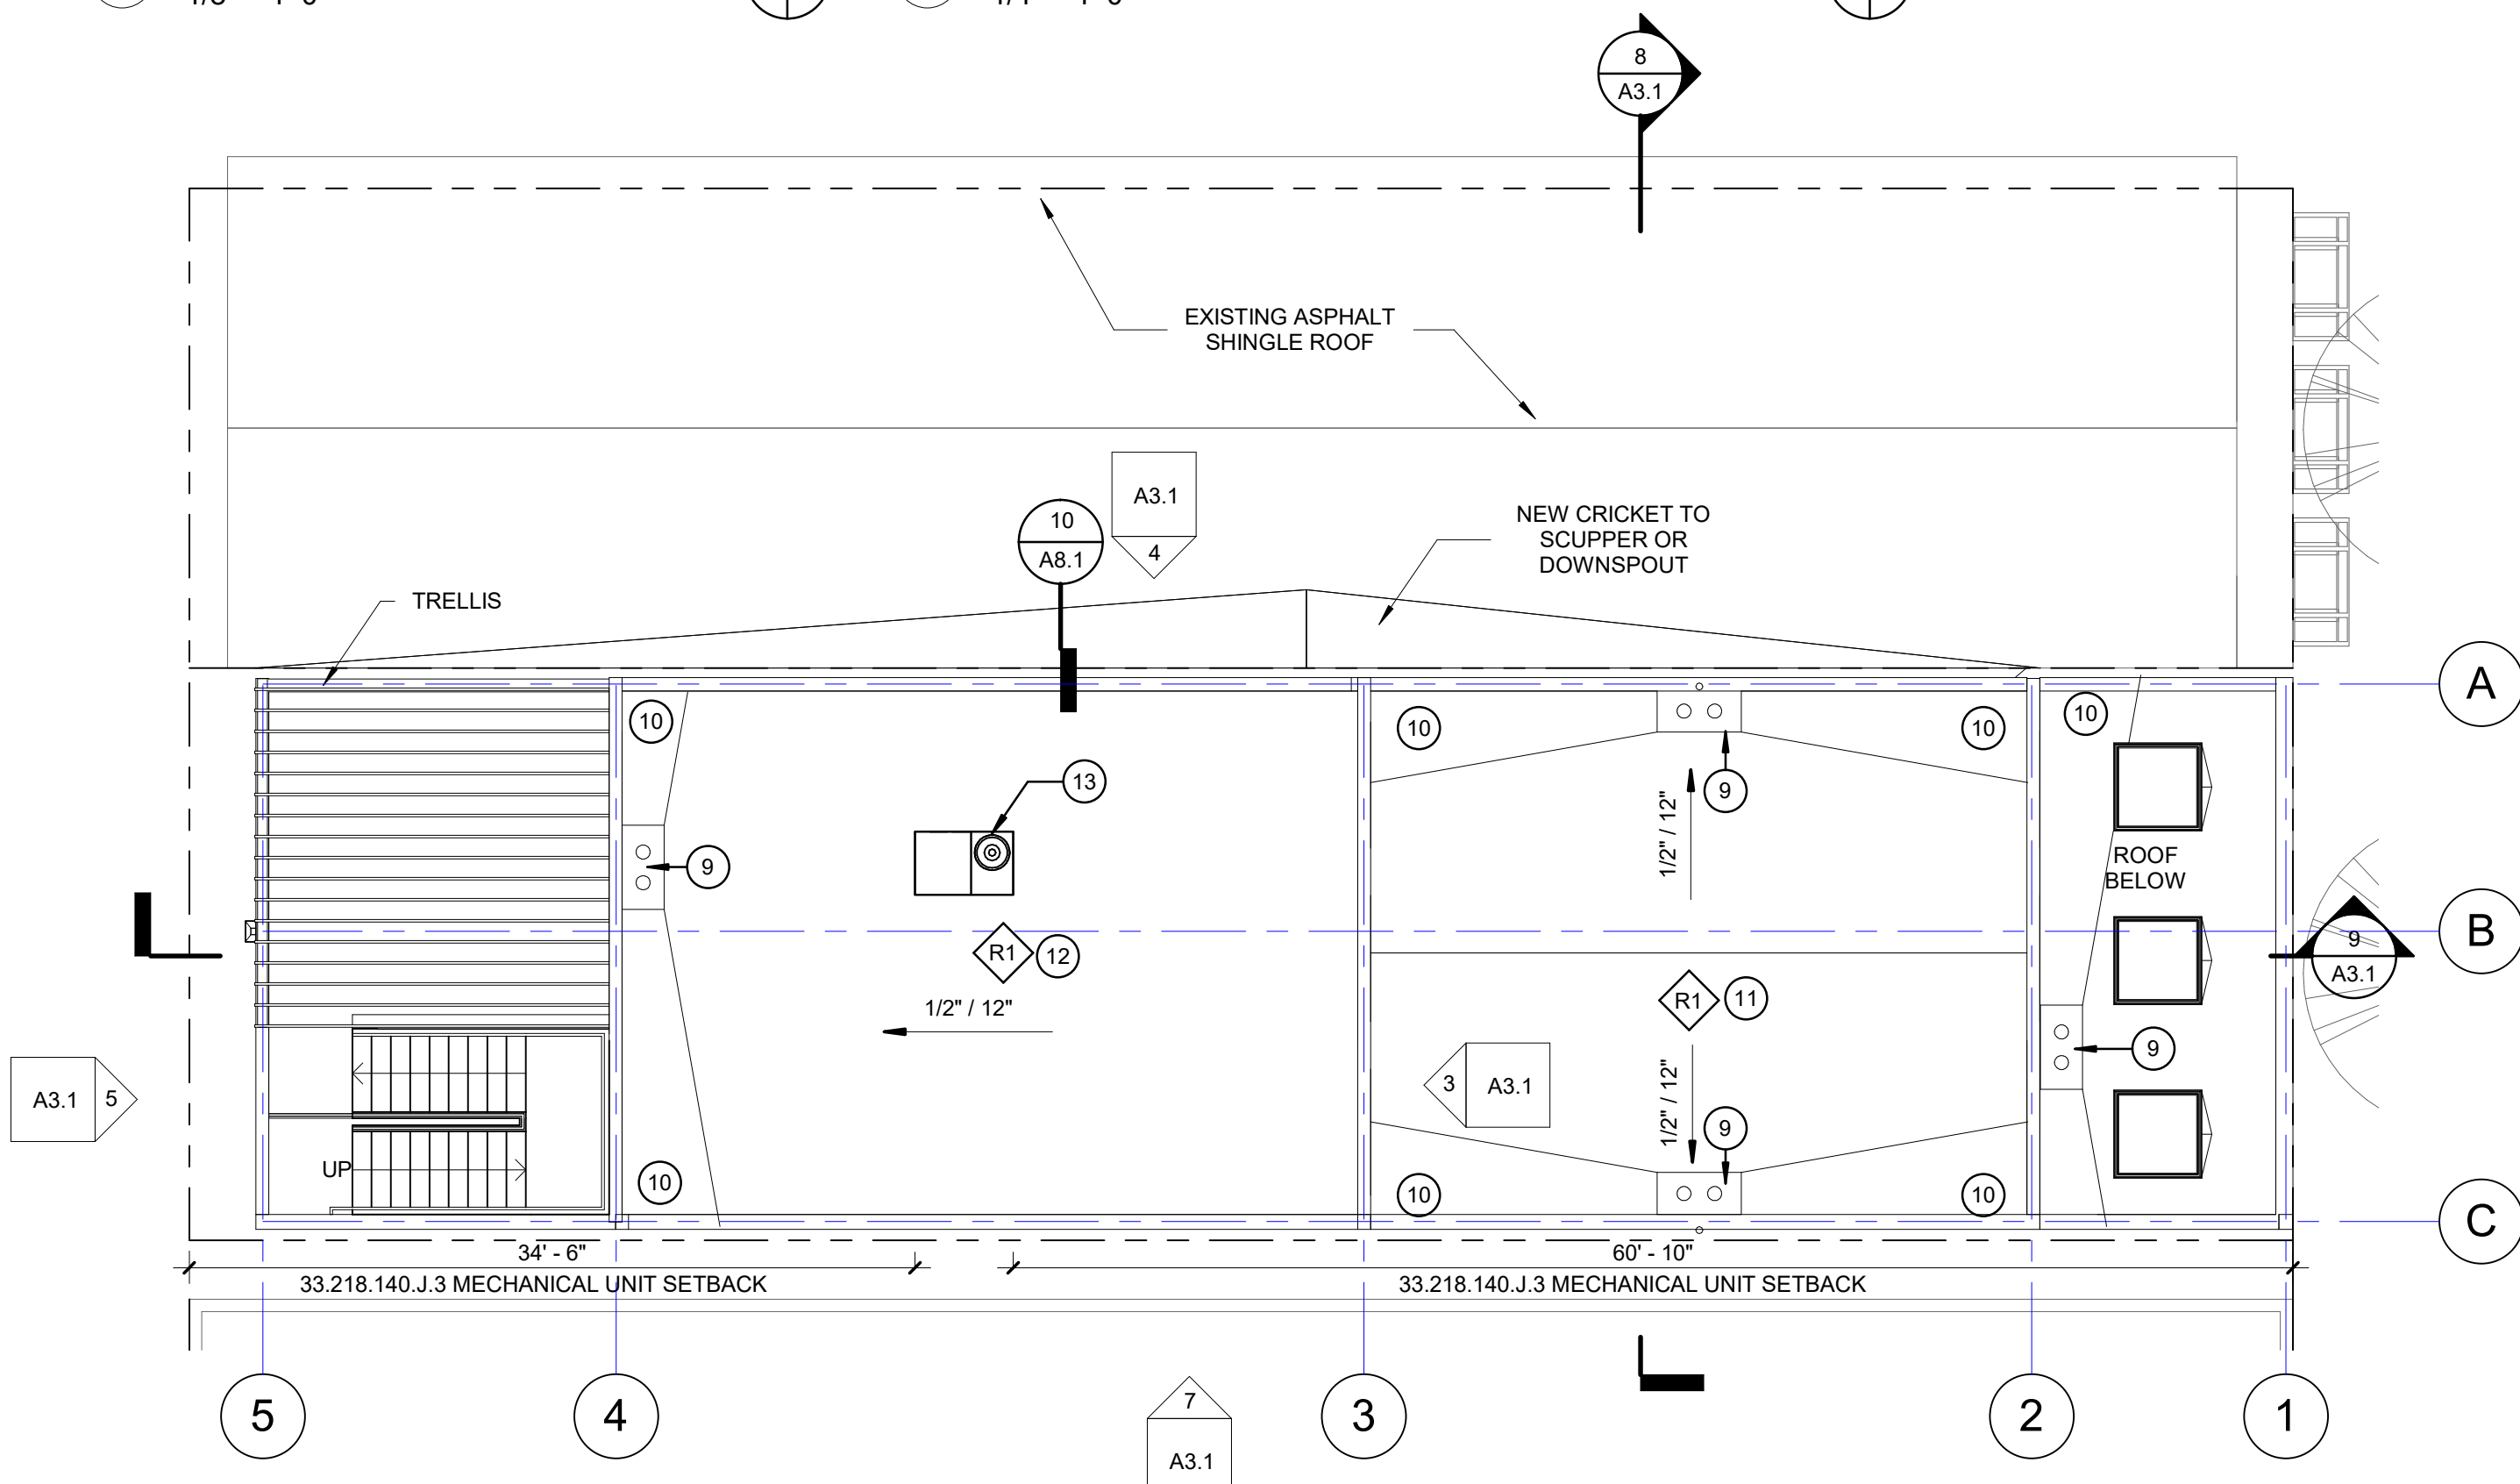 8
A3.1
EXISTING ASPHALT
SHINGLE ROOF
A3.1
4
10
A8.1
NEW CRICKET TO
SCUPPER OR
DOWNSPOUT
TRELLIS
A
10
10
10
10
13
9
9
1/2" / 12"
ROOF
BELOW
B
R1
12
9
A3.1
1/2" / 12"
R1
11
9
A3.1
5
3
A3.1
1/2" / 12"
9
UP
10
10
10
C
34' - 6"
60' - 10"
33.218.140.J.3 MECHANICAL UNIT SETBACK
33.218.140.J.3 MECHANICAL UNIT SETBACK
5
4
3
2
1
7
A3.1